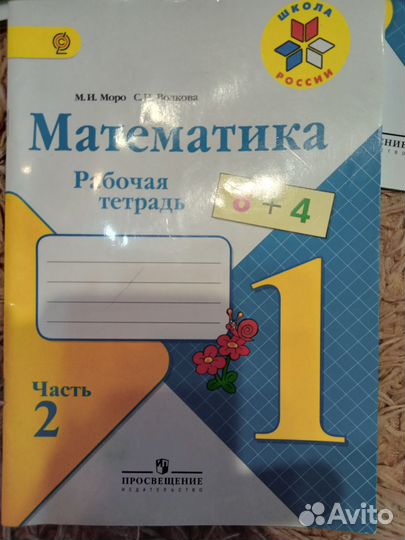 ШКОЛА
РОССИИ
М.И. Моро С.И. Волкова
Математика
Рабочая
тетрадь
+ 4
1
Часть
2
ПРОСВЕЩЕНИЕ
ИЗДАТЕЛЬСТВО
Avito